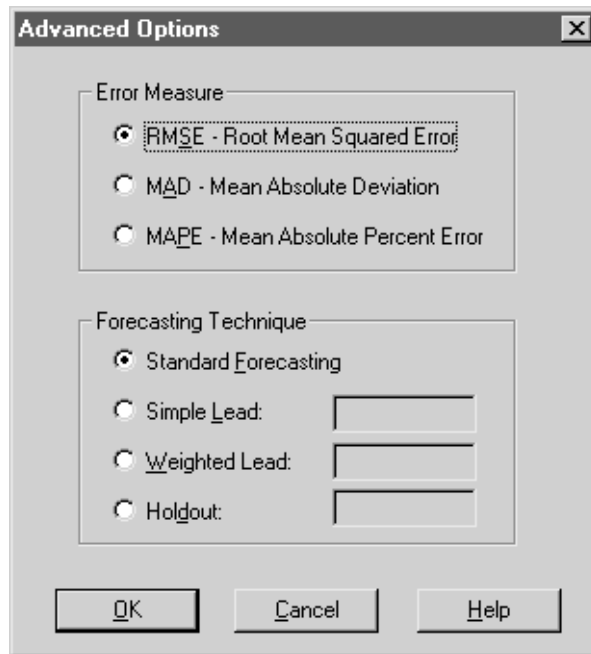 Advanced Options
Error Measure
RMSE - Root Mean Squared Error
MAD - Mean Absolute Deviation
MAPE - Mean Absolute Percent Error
Forecasting Technique
Standard Forecasting
Simple Lead:
Weighted Lead:
Holdout:
OK Cancel Help